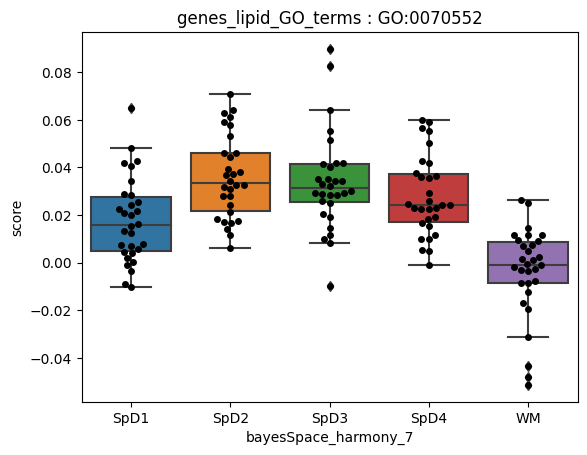 genes_lipid_GO_terms : GO:0070552
score
0.08
0.06
0.04
0.02
0.00
−0.02
−0.04
SpD1 SpD2 SpD3 SpD4 WM
bayesSpace_harmony_7